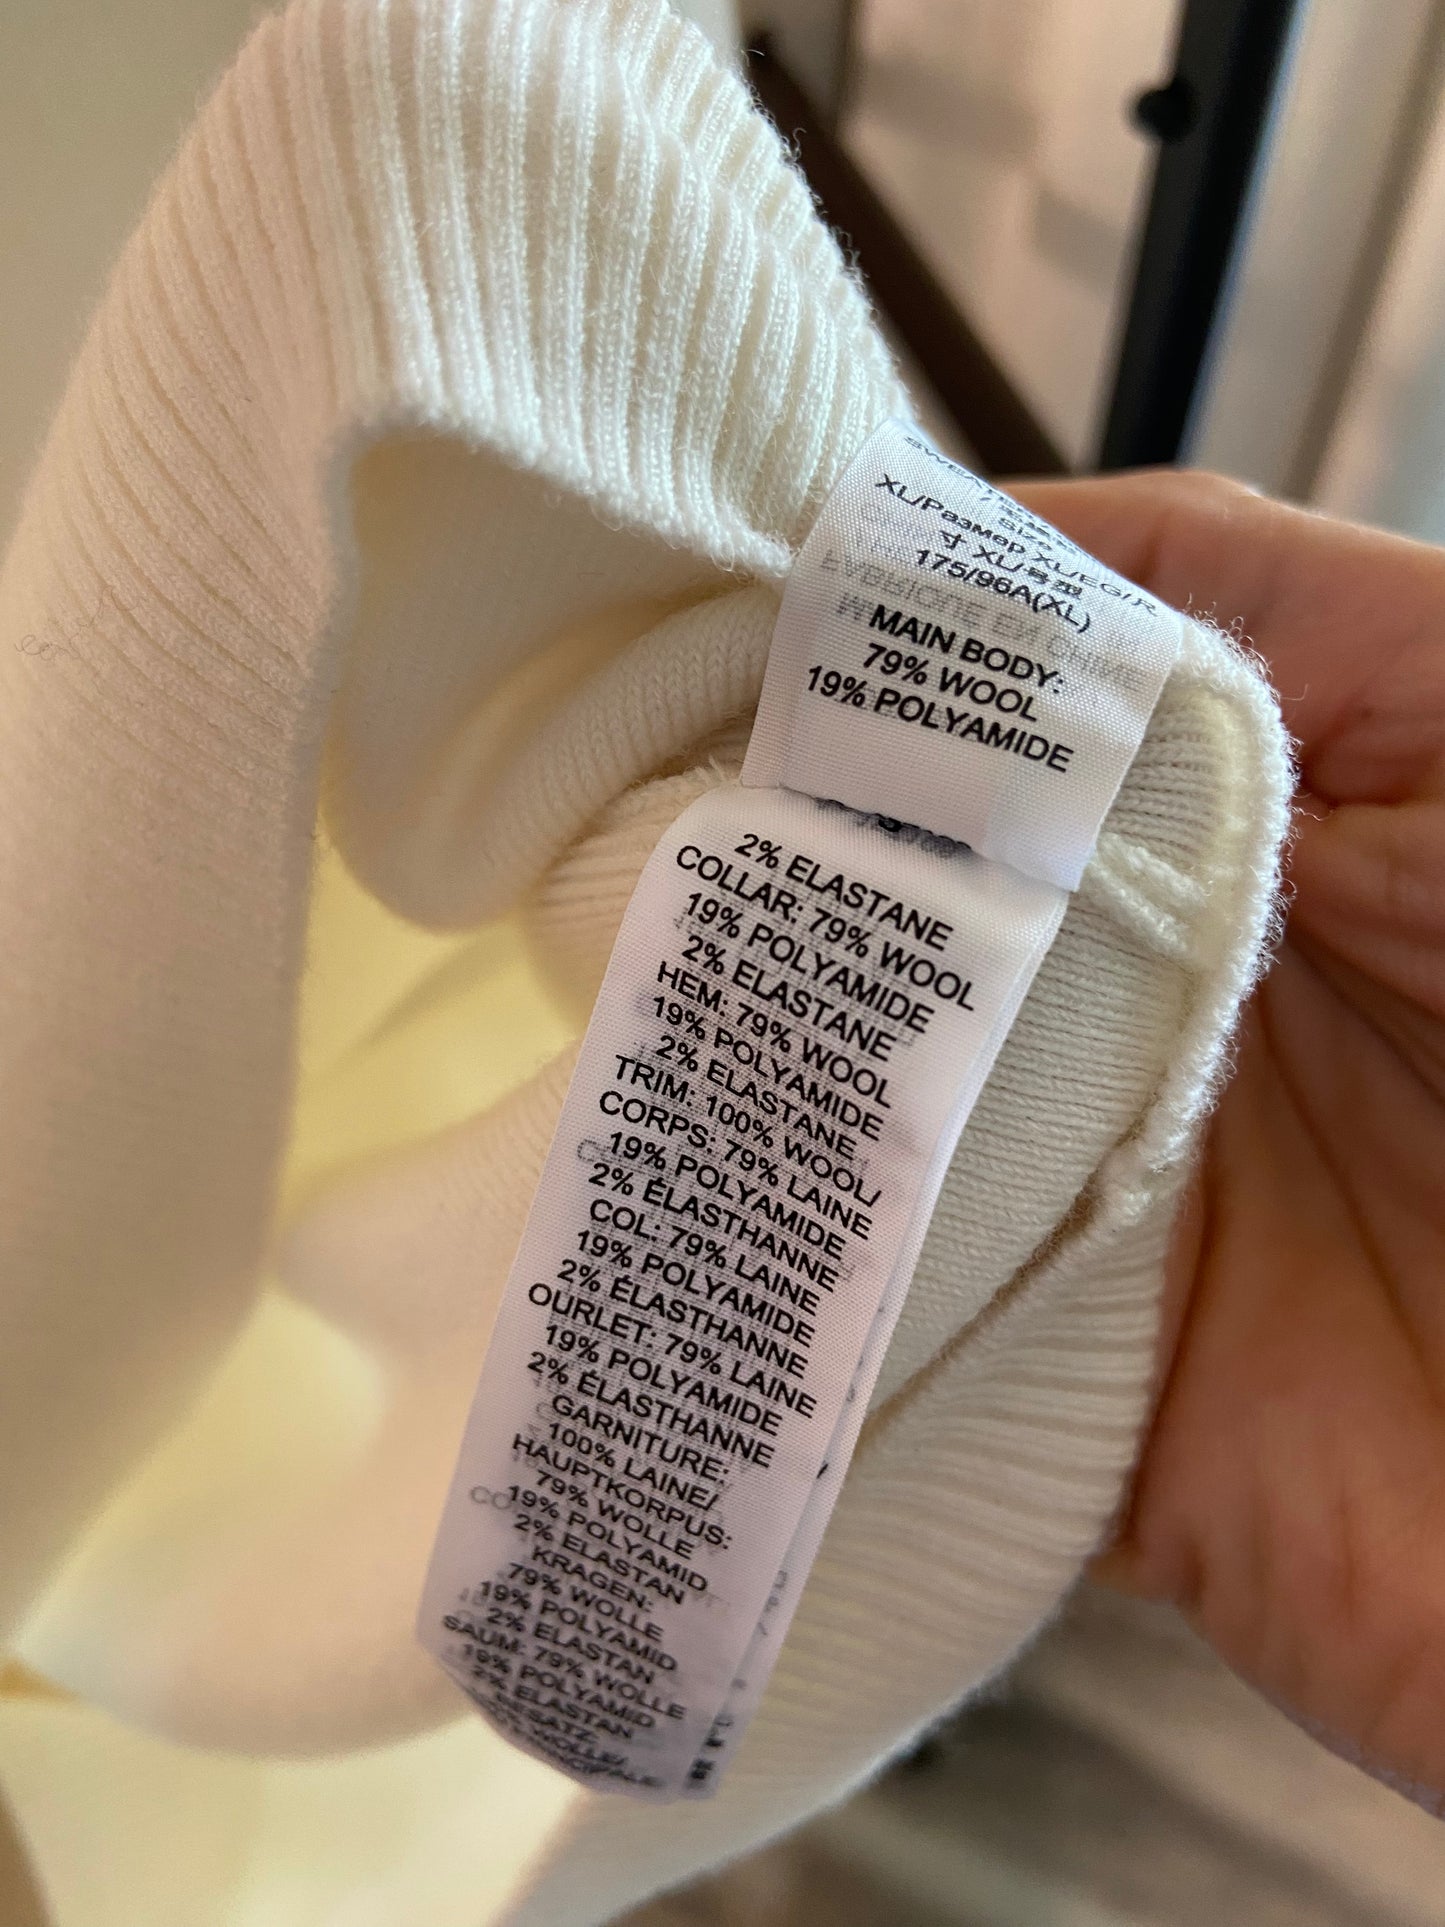 XL/Размер XL/EG/R
寸 XL/号型
175/96A(XL)
MAIN BODY:
79% WOOL
19% POLYAMIDE
2% ELASTANE
COLLAR: 79% WOOL
19% POLYAMIDE
2% ELASTANE
HEM: 79% WOOL
19% POLYAMIDE
2% ELASTANE
TRIM: 100% WOOL/
CORPS: 79% LAINE
19% POLYAMIDE
2% ÉLASTHANNE
COL: 79% LAINE
19% POLYAMIDE
2% ÉLASTHANNE
OURLET: 79% LAINE
19% POLYAMIDE
2% ÉLASTHANNE
GARNITURE:
100% LAINE/
HAUPTKORPUS:
79% WOLLE
19% POLYAMID
2% ELASTAN
KRAGEN:
79% WOLLE
19% POLYAMID
2% ELASTAN
SAUM: 79% WOLLE
19% POLYAMID
2% ELASTAN